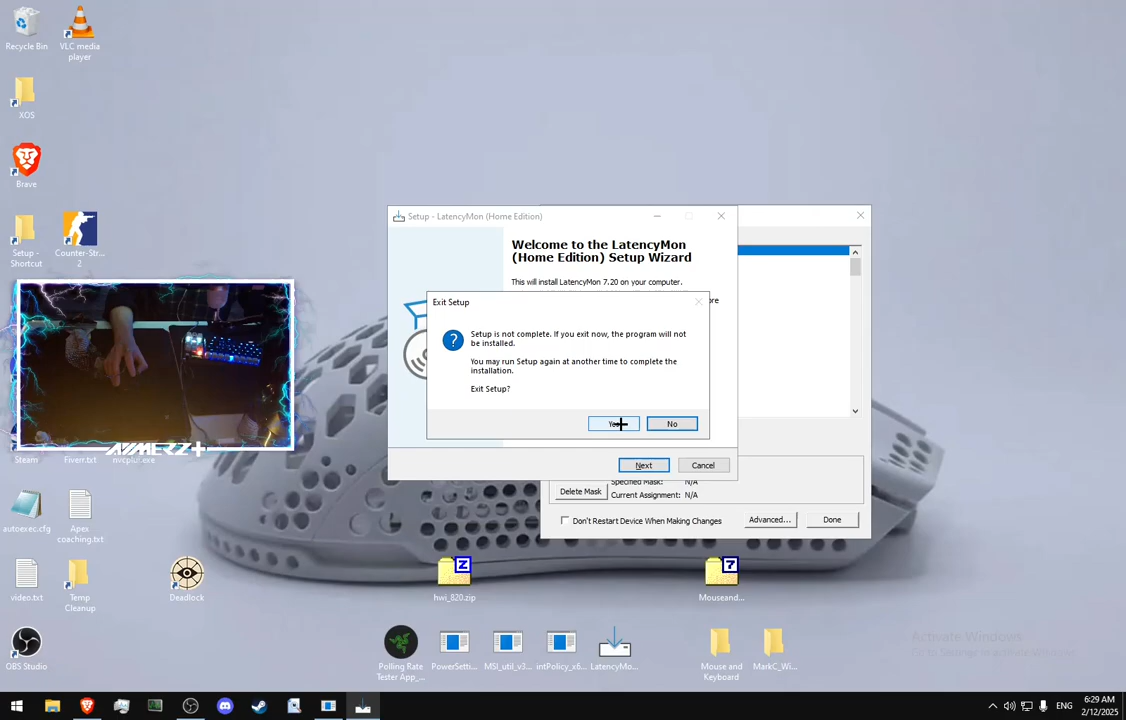 Recycle Bin
VLC media
player
XOS
Brave
Setup -
Shortcut
Counter-Str...
2
Setup - LatencyMon (Home Edition)
Welcome to the LatencyMon
(Home Edition) Setup Wizard
This will install LatencyMon 7.20 on your computer.
Exit Setup
Setup is not complete. If you exit now, the program will not
be installed.
You may run Setup again at another time to complete the
installation.
Exit Setup?
No
Next
Cancel
Specified Mask: N/A
Delete Mask
Current Assignment: N/A
Don't Restart Device When Making Changes
Advanced...
Done
Steam
Fiverr.txt
autoexec.cfg
Apex
coaching.txt
video.txt
Temp
Cleanup
Deadlock
hwi_820.zip
Mouseand...
OBS Studio
Polling Rate
Tester App_...
PowerSetti...
MSI_util_v3...
intPolicy_x6...
LatencyMo...
Mouse and
Keyboard
MarkC_Wi...
Activate Windows
Go to Settings to activate Windows.
ENG
6:29 AM
2/12/2025